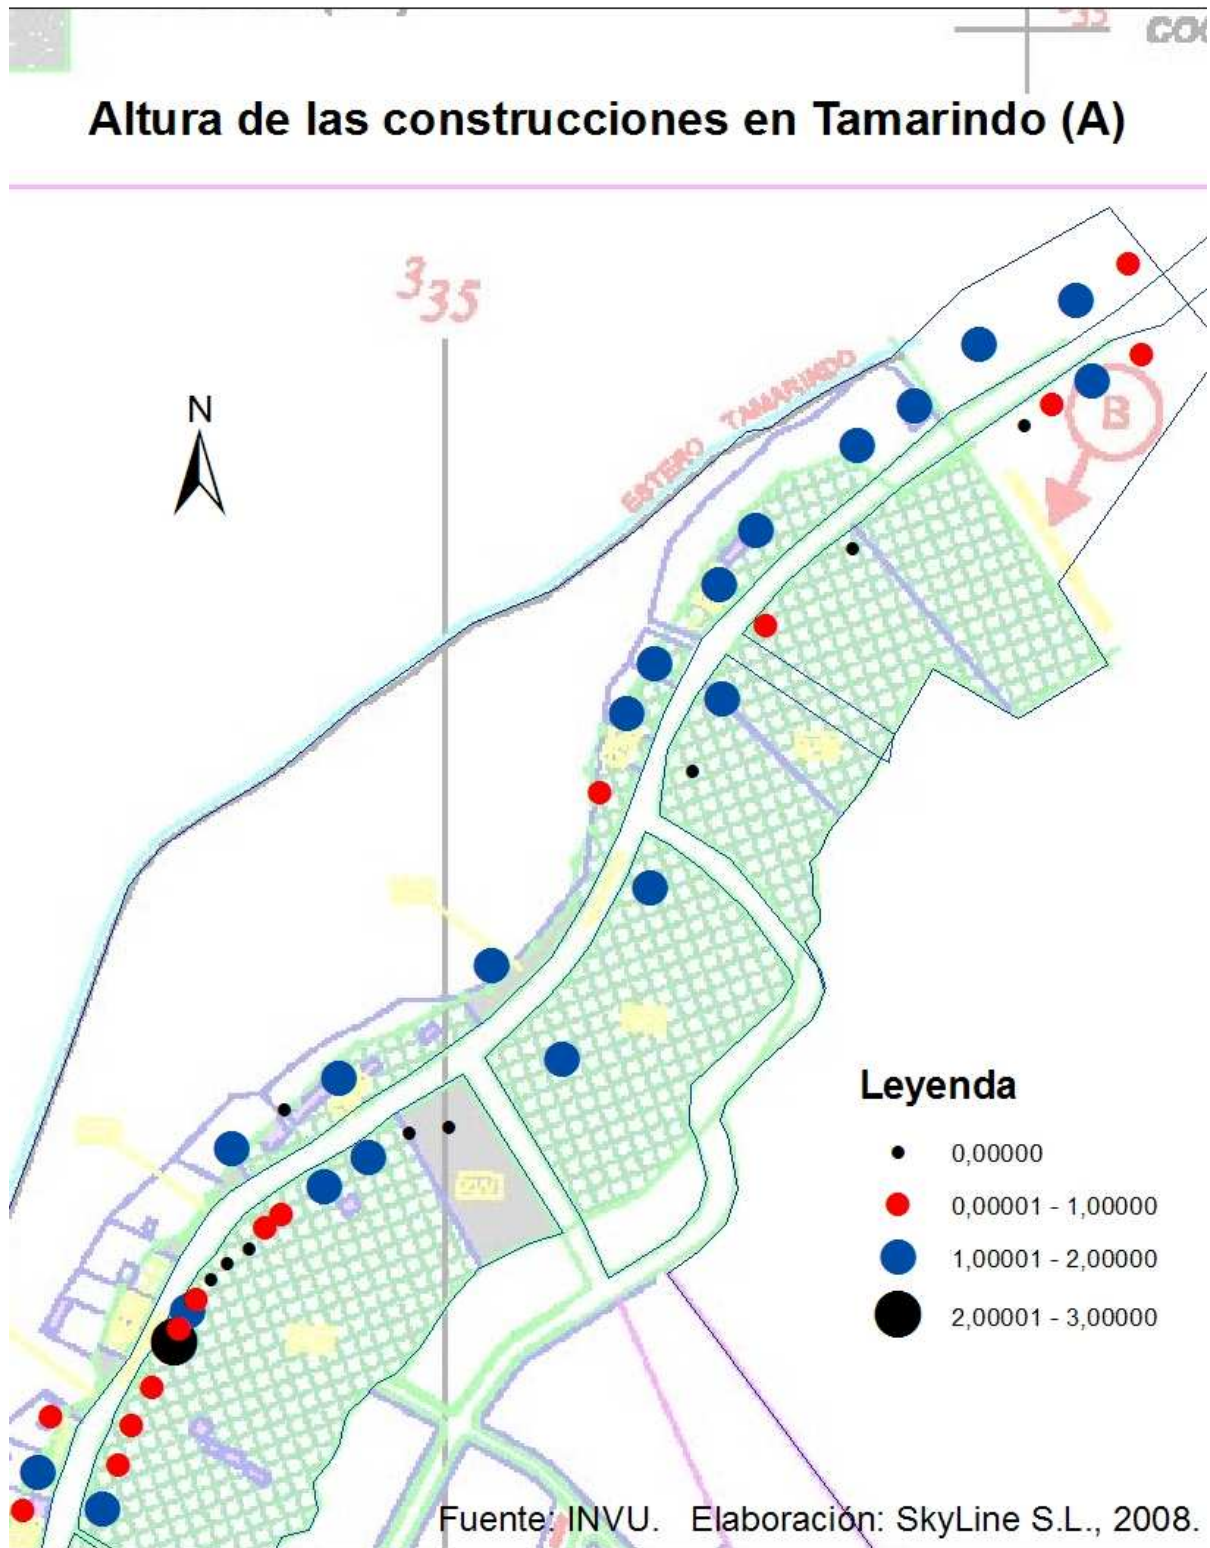 335
Altura de las construcciones en Tamarindo (A)
335
N
ESTERO TAMARINDO
B
Leyenda
0,00000
0,00001 - 1,00000
1,00001 - 2,00000
2,00001 - 3,00000
Fuente: INVU. Elaboración: SkyLine S.L., 2008.